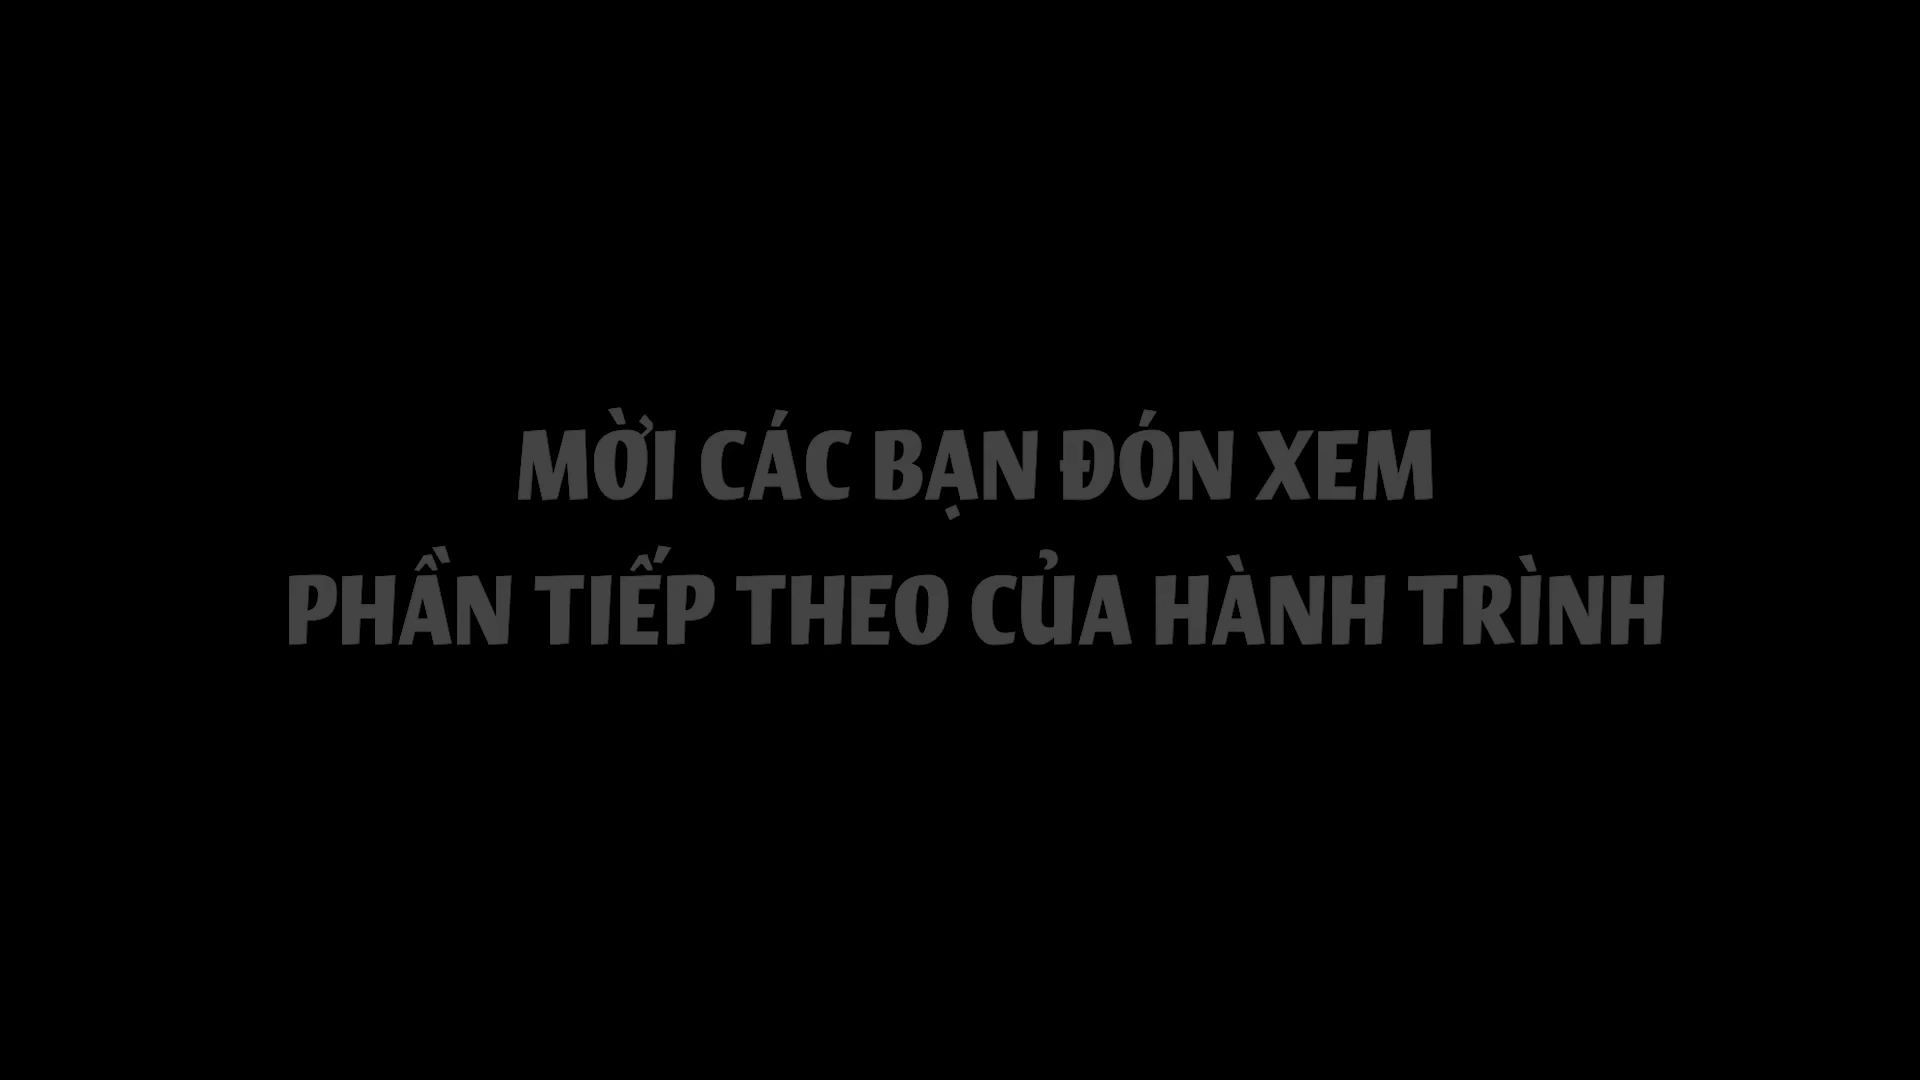 MỜI CÁC BẠN ĐÓN XEM
PHẦN TIẾP THEO CỦA HÀNH TRÌNH